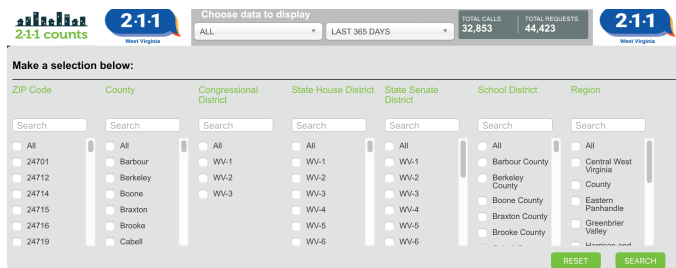 2·1·1 counts
2·1·1
West Virginia
Choose data to display
ALL
LAST 365 DAYS
TOTAL CALLS
32,853
TOTAL REQUESTS
44,423
2·1·1
West Virginia
Make a selection below:
ZIP Code
Search
All
24701
24712
24714
24715
24716
24719
County
Search
All
Barbour
Berkeley
Boone
Braxton
Brooke
Cabell
Congressional
District
Search
All
WV-1
WV-2
WV-3
State House District
Search
All
WV-1
WV-2
WV-3
WV-4
WV-5
WV-6
State Senate
District
Search
All
WV-1
WV-2
WV-3
WV-4
WV-5
WV-6
School District
Search
All
Barbour County
Berkeley
County
Boone County
Braxton County
Brooke County
Region
Search
All
Central West
Virginia
County
Eastern
Panhandle
Greenbrier
Valley
Harrison and
RESET
SEARCH